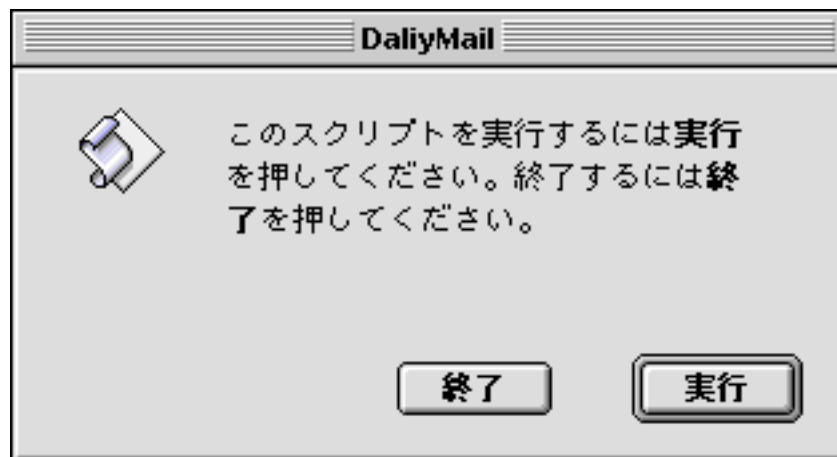 DaliyMail
このスクリプトを実行するには実行
を押してください。終了するには終
了を押してください。
終了
実行